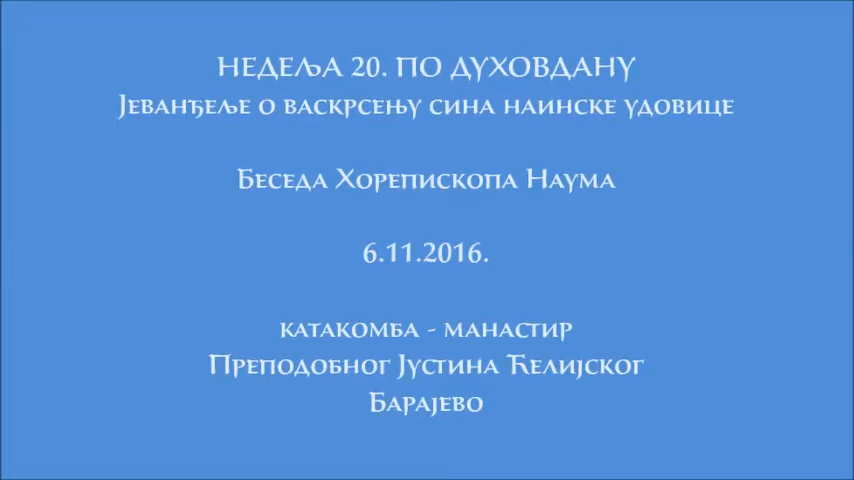 НЕДЕЉА 20. ПО ДУХОВДАНУ
Јеванђеље о васкрсењу сина наинске удовице
Беседа Хорепископа Наума
6.11.2016.
катакомба - манастир
Преподобног Јустина Ћелијског
Барајево